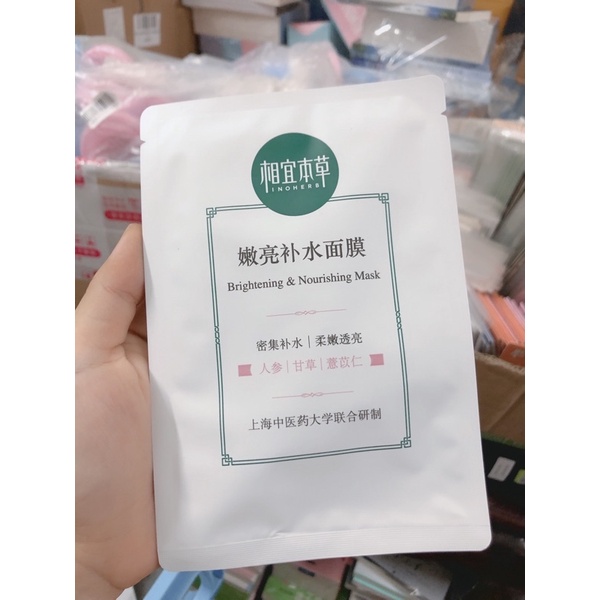 相宜本草
INOHERB
嫩亮补水面膜
Brightening & Nourishing Mask
密集补水|柔嫩透亮
人参|甘草|薏苡仁
上海中医药大学联合研制